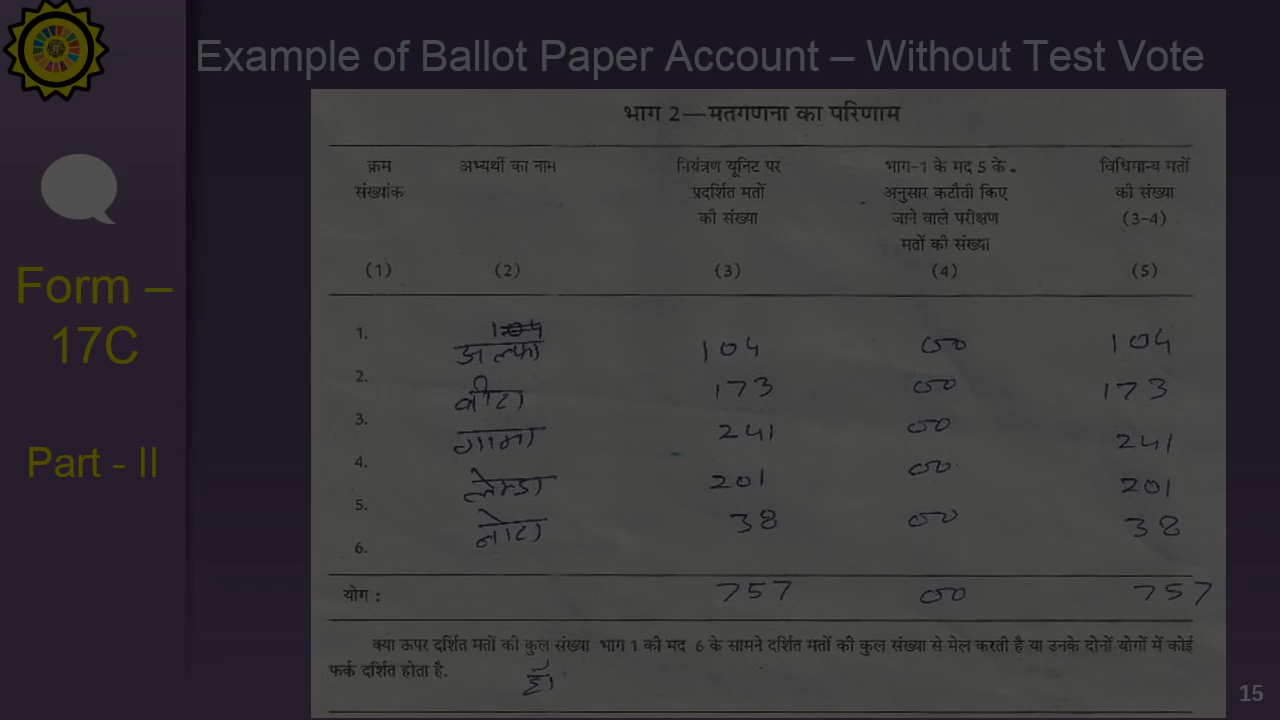 Example of Ballot Paper Account – Without Test Vote
Form –
17C
Part - II
भाग 2—मतगणना का परिणाम
क्रम संख्यांक अभ्यर्थी का नाम नियंत्रण यूनिट पर प्रदर्शित मतों की संख्या भाग-1 के मद 5 के अनुसार कटौती किए जाने वाले परीक्षण मतों की संख्या विधिमान्य मतों की संख्या (3-4)
(1) (2) (3) (4) (5)
1. अल्फा 104 00 104
2. बीटा 173 00 173
3. गामा 241 00 241
4. लेम्डा 201 00 201
5. नोटा 38 00 38
6.
योग : 757 00 757
क्या ऊपर दर्शित मतों की कुल संख्या भाग 1 की मद 6 के सामने दर्शित मतों की कुल संख्या से मेल करती है या उनके दोनों योगों में कोई
फर्क दर्शित होता है.
हाँ
15